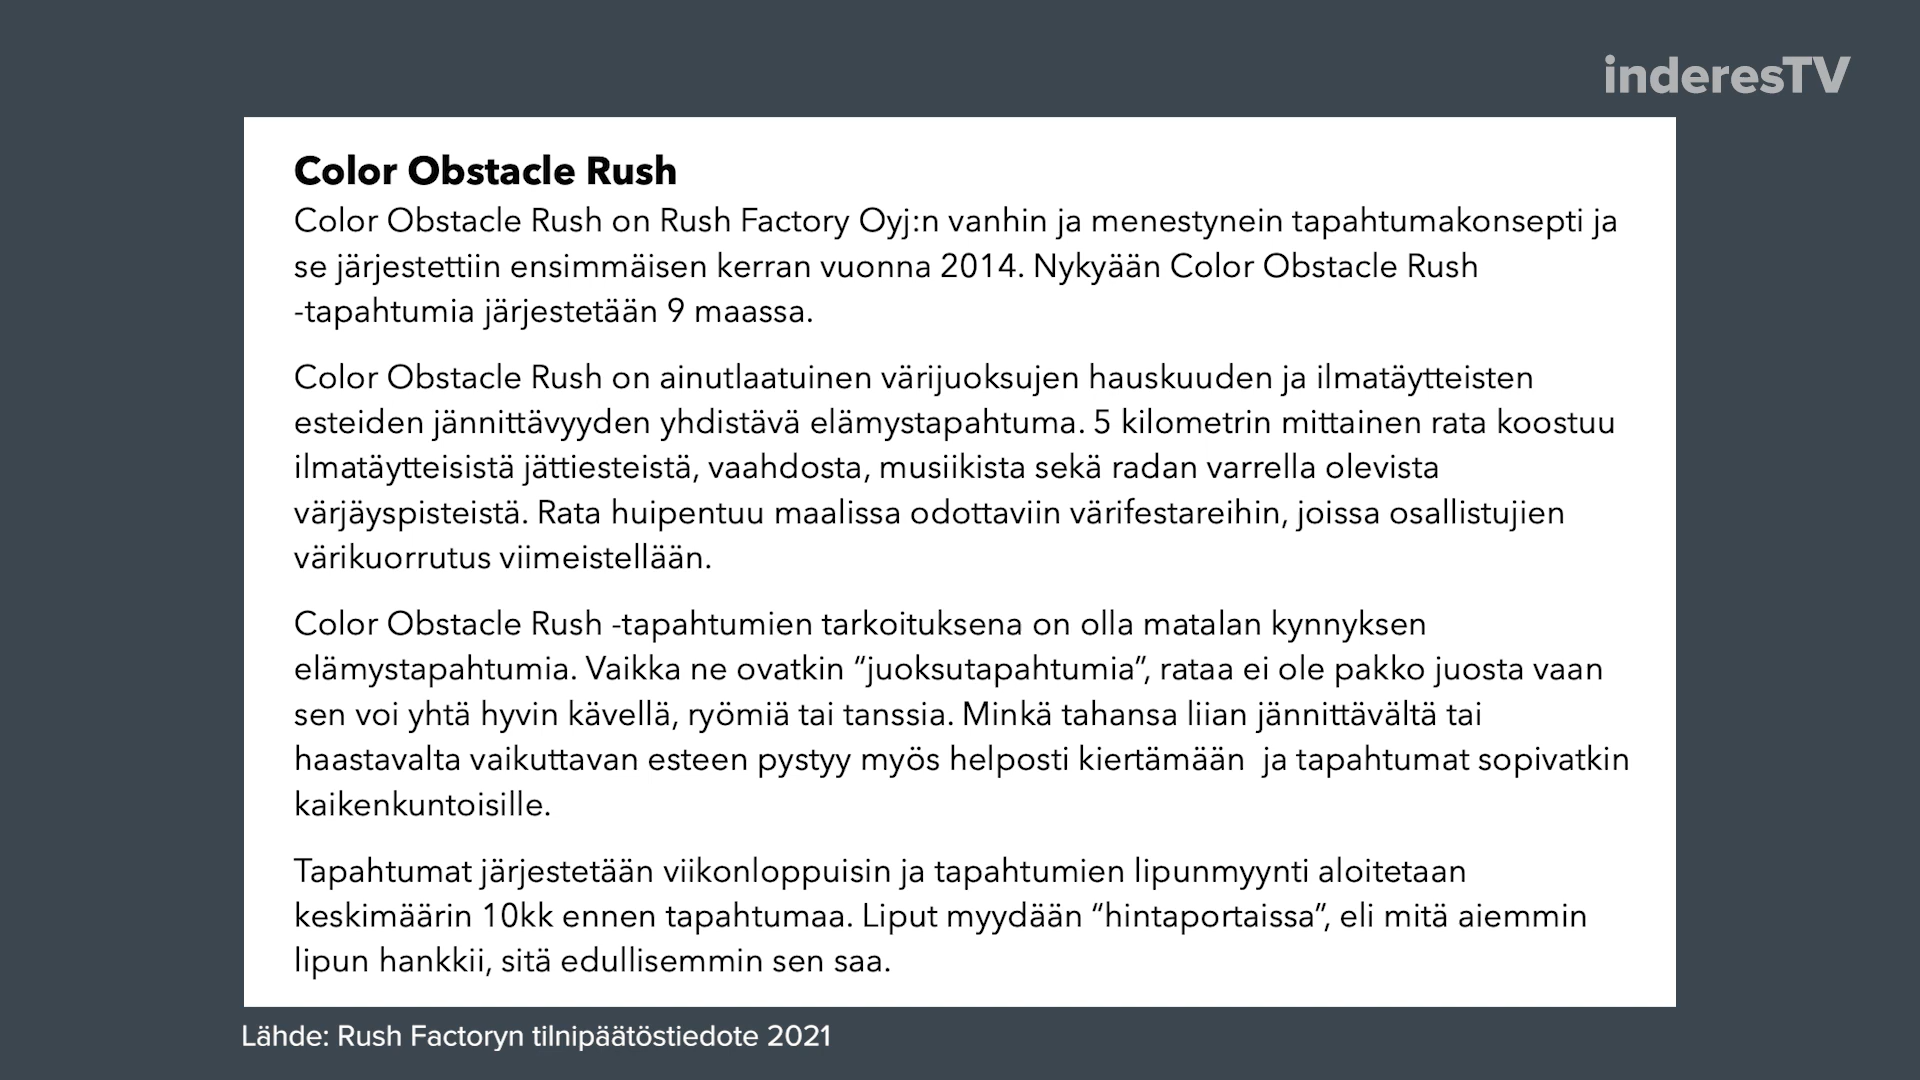 inderesTV
Color Obstacle Rush
Color Obstacle Rush on Rush Factory Oyj:n vanhin ja menestynein tapahtumakonsepti ja
se järjestettiin ensimmäisen kerran vuonna 2014. Nykyään Color Obstacle Rush
-tapahtumia järjestetään 9 maassa.
Color Obstacle Rush on ainutlaatuinen värijuoksujen hauskuuden ja ilmatäytteisten
esteiden jännittävyyden yhdistävä elämystapahtuma. 5 kilometrin mittainen rata koostuu
ilmatäytteisistä jättiesteistä, vaahdosta, musiikista sekä radan varrella olevista
värjäyspisteistä. Rata huipentuu maalissa odottaviin värifestareihin, joissa osallistujien
värikuorrutus viimeistellään.
Color Obstacle Rush -tapahtumien tarkoituksena on olla matalan kynnyksen
elämystapahtumia. Vaikka ne ovatkin “juoksutapahtumia”, rataa ei ole pakko juosta vaan
sen voi yhtä hyvin kävellä, ryömiä tai tanssia. Minkä tahansa liian jännittävältä tai
haastavalta vaikuttavan esteen pystyy myös helposti kiertämään  ja tapahtumat sopivatkin
kaikenkuntoisille.
Tapahtumat järjestetään viikonloppuisin ja tapahtumien lipunmyynti aloitetaan
keskimäärin 10kk ennen tapahtumaa. Liput myydään “hintaportaissa”, eli mitä aiemmin
lipun hankkii, sitä edullisemmin sen saa.
Lähde: Rush Factoryn tilnipäätöstiedote 2021